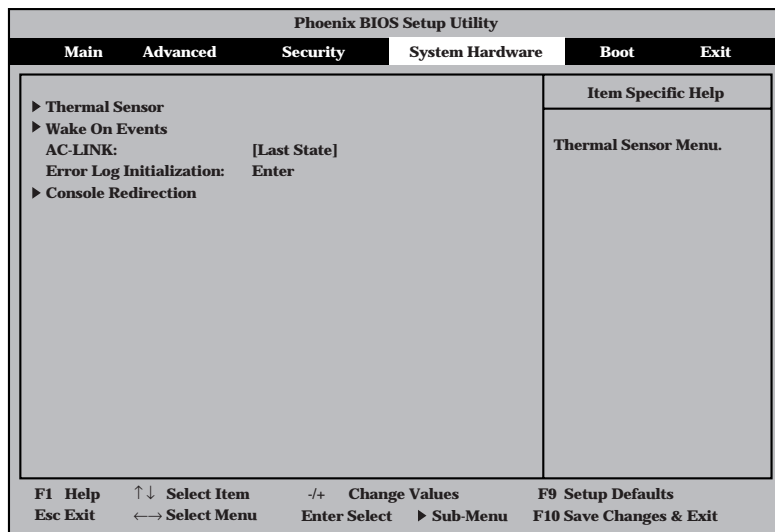 Phoenix BIOS Setup Utility
Main Advanced Security System Hardware Boot Exit
▶ Thermal Sensor
▶ Wake On Events
AC-LINK: [Last State]
Error Log Initialization: Enter
▶ Console Redirection
Item Specific Help
Thermal Sensor Menu.
F1 Help ↑↓ Select Item -/+ Change Values F9 Setup Defaults
Esc Exit ←→ Select Menu Enter Select ▶ Sub-Menu F10 Save Changes & Exit